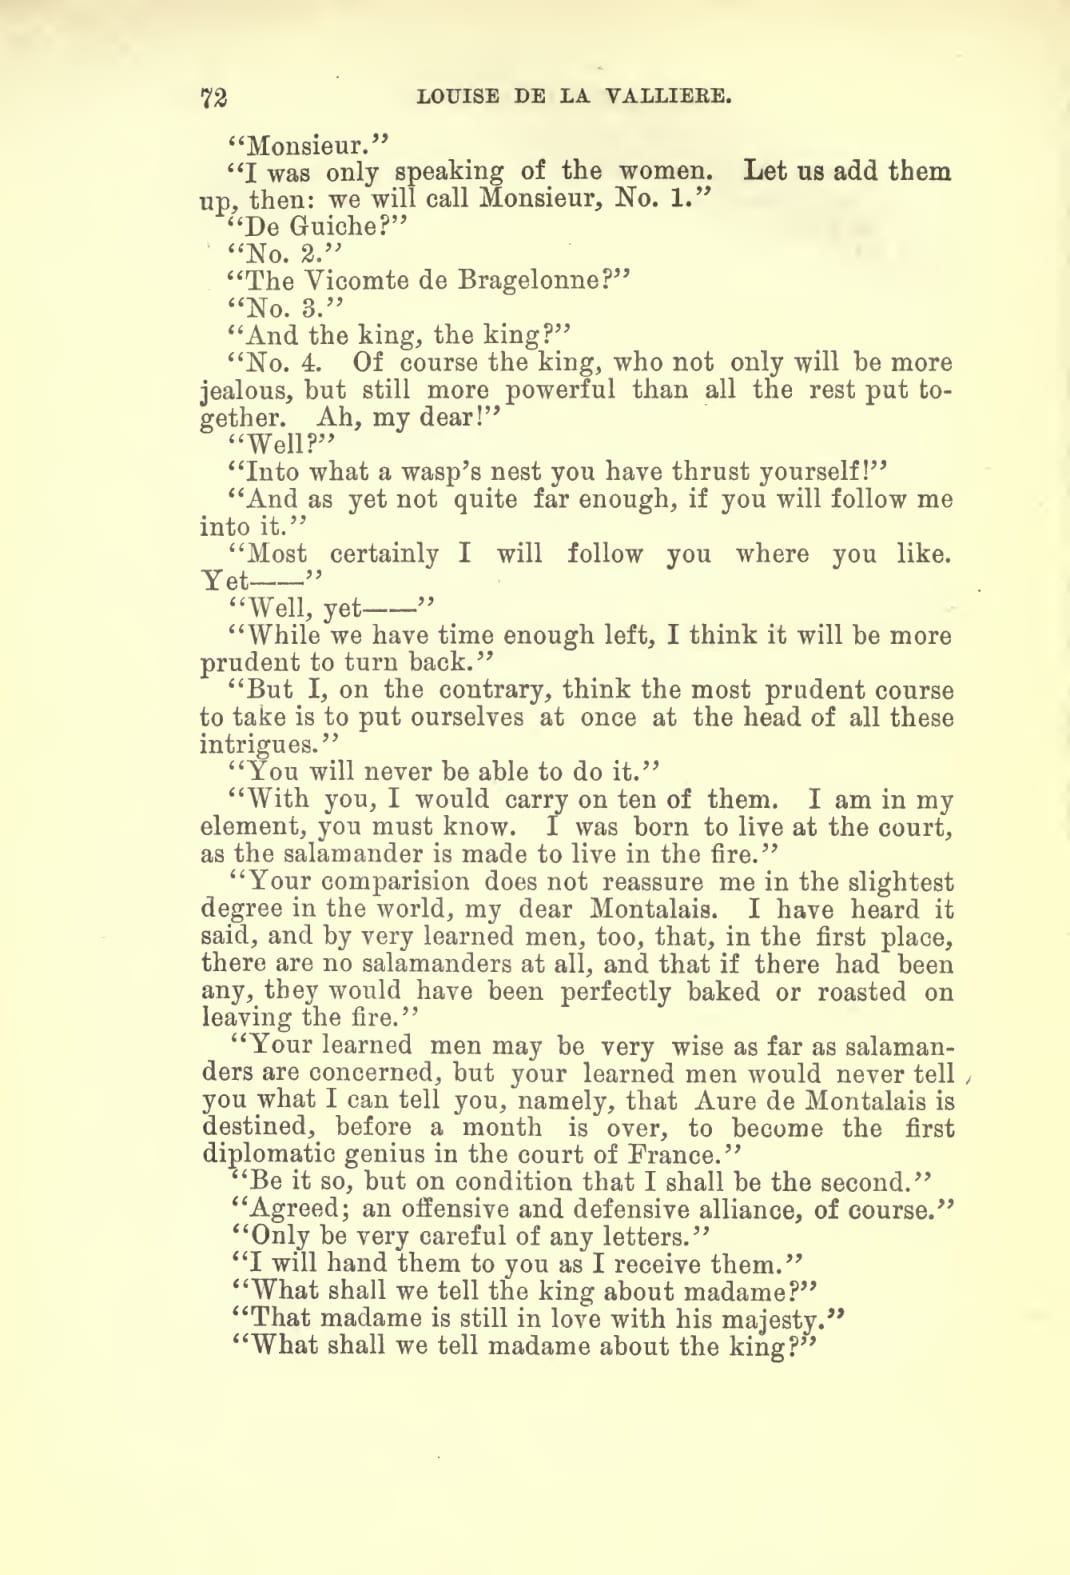 72 LOUISE DE LA VALLIERE.
“Monsieur.”
“I was only speaking of the women. Let us add them
up, then: we will call Monsieur, No. 1.”
“De Guiche?”
“No. 2.”
“The Vicomte de Bragelonne?”
“No. 3.”
“And the king, the king?”
“No. 4. Of course the king, who not only will be more
jealous, but still more powerful than all the rest put to-
gether. Ah, my dear!”
“Well?”
“Into what a wasp’s nest you have thrust yourself!”
“And as yet not quite far enough, if you will follow me
into it.”
“Most certainly I will follow you where you like.
Yet——”
“Well, yet——”
“While we have time enough left, I think it will be more
prudent to turn back.”
“But I, on the contrary, think the most prudent course
to take is to put ourselves at once at the head of all these
intrigues.”
“You will never be able to do it.”
“With you, I would carry on ten of them. I am in my
element, you must know. I was born to live at the court,
as the salamander is made to live in the fire.”
“Your comparision does not reassure me in the slightest
degree in the world, my dear Montalais. I have heard it
said, and by very learned men, too, that, in the first place,
there are no salamanders at all, and that if there had been
any, they would have been perfectly baked or roasted on
leaving the fire.”
“Your learned men may be very wise as far as salaman-
ders are concerned, but your learned men would never tell
you what I can tell you, namely, that Aure de Montalais is
destined, before a month is over, to become the first
diplomatic genius in the court of France.”
“Be it so, but on condition that I shall be the second.”
“Agreed; an offensive and defensive alliance, of course.”
“Only be very careful of any letters.”
“I will hand them to you as I receive them.”
“What shall we tell the king about madame?”
“That madame is still in love with his majesty.”
“What shall we tell madame about the king?”